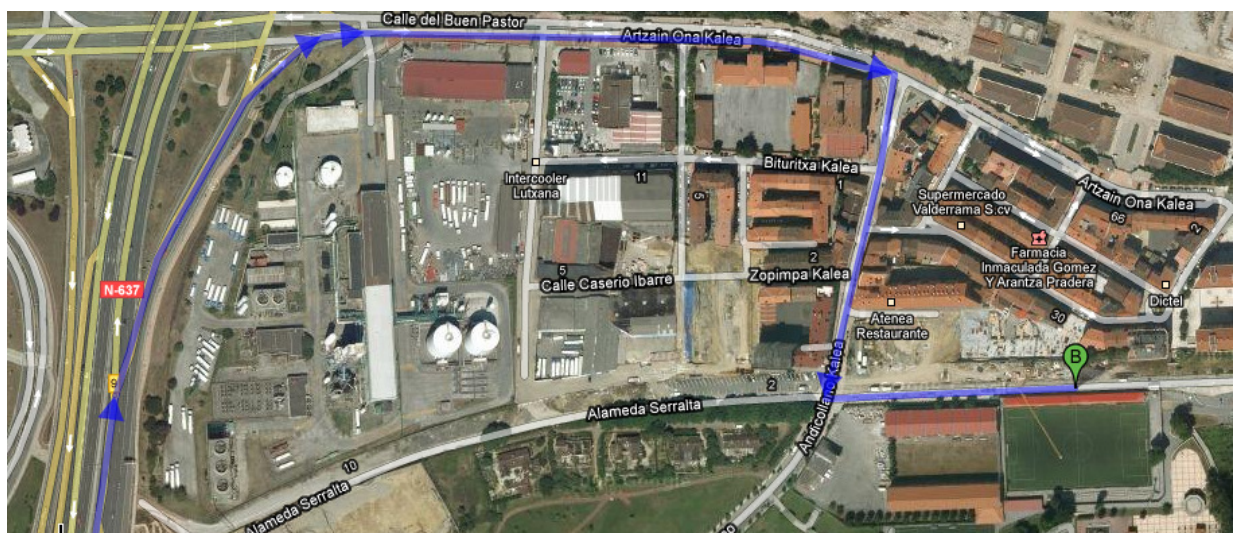 Calle del Buen Pastor
Artzain Ona Kalea
Bituritxa Kalea
Intercooler
Lutxana
11
1
5
Supermercado
Valderrama S.cv
Artzain Ona Kalea
66
2
Farmacia
Inmaculada Gomez
Y Arantza Pradera
2
Zopimpa Kalea
5
Calle Caserio Ibarre
N-637
Dictel
Atenea
Restaurante
30
B
9
2
Andicollano Kalea
Alameda Serralta
10
Alameda Serralta